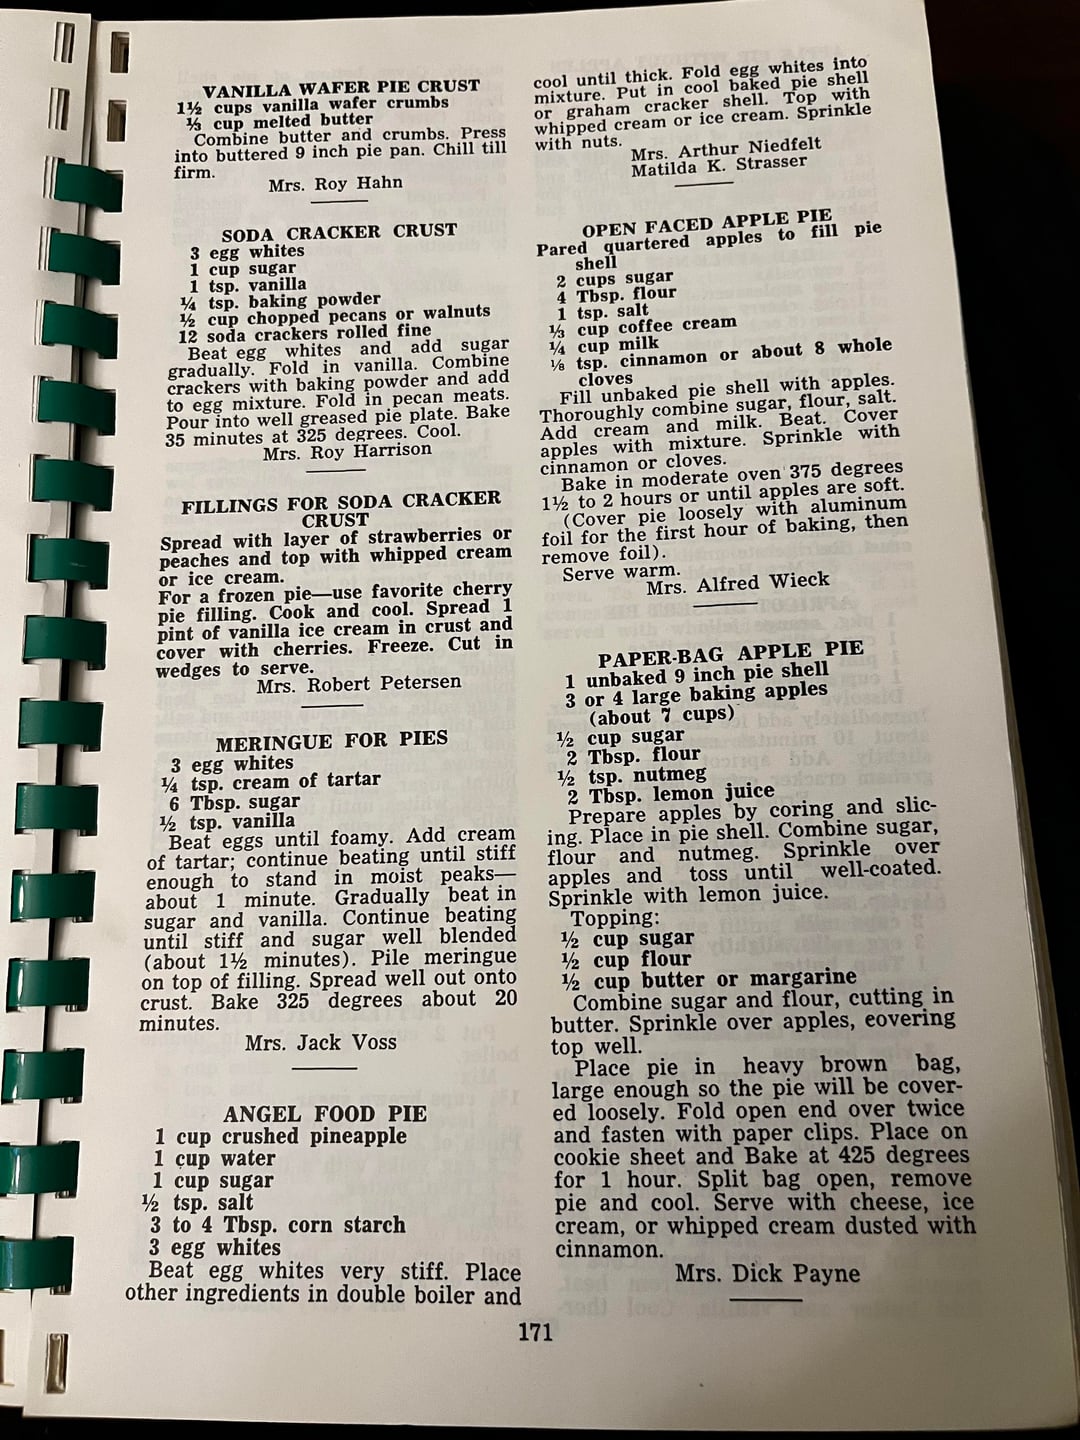 VANILLA WAFER PIE CRUST
1½ cups vanilla wafer crumbs
⅓ cup melted butter
Combine butter and crumbs. Press
into buttered 9 inch pie pan. Chill till
firm.
Mrs. Roy Hahn
SODA CRACKER CRUST
3 egg whites
1 cup sugar
1 tsp. vanilla
¼ tsp. baking powder
½ cup chopped pecans or walnuts
12 soda crackers rolled fine
Beat egg whites and add sugar
gradually. Fold in vanilla. Combine
crackers with baking powder and add
to egg mixture. Fold in pecan meats.
Pour into well greased pie plate. Bake
35 minutes at 325 degrees. Cool.
Mrs. Roy Harrison
FILLINGS FOR SODA CRACKER
CRUST
Spread with layer of strawberries or
peaches and top with whipped cream
or ice cream.
For a frozen pie—use favorite cherry
pie filling. Cook and cool. Spread 1
pint of vanilla ice cream in crust and
cover with cherries. Freeze. Cut in
wedges to serve.
Mrs. Robert Petersen
MERINGUE FOR PIES
3 egg whites
¼ tsp. cream of tartar
6 Tbsp. sugar
½ tsp. vanilla
Beat eggs until foamy. Add cream
of tartar; continue beating until stiff
enough to stand in moist peaks—
about 1 minute. Gradually beat in
sugar and vanilla. Continue beating
until stiff and sugar well blended
(about 1½ minutes). Pile meringue
on top of filling. Spread well out onto
crust. Bake 325 degrees about 20
minutes.
Mrs. Jack Voss
ANGEL FOOD PIE
1 cup crushed pineapple
1 cup water
1 cup sugar
½ tsp. salt
3 to 4 Tbsp. corn starch
3 egg whites
Beat egg whites very stiff. Place
other ingredients in double boiler and
cool until thick. Fold egg whites into
mixture. Put in cool baked pie shell
or graham cracker shell. Top with
whipped cream or ice cream. Sprinkle
with nuts.
Mrs. Arthur Niedfelt
Matilda K. Strasser
OPEN FACED APPLE PIE
Pared quartered apples to fill pie
shell
2 cups sugar
4 Tbsp. flour
1 tsp. salt
⅓ cup coffee cream
¼ cup milk
⅛ tsp. cinnamon or about 8 whole
cloves
Fill unbaked pie shell with apples.
Thoroughly combine sugar, flour, salt.
Add cream and milk. Beat. Cover
apples with mixture. Sprinkle with
cinnamon or cloves.
Bake in moderate oven 375 degrees
1½ to 2 hours or until apples are soft.
(Cover pie loosely with aluminum
foil for the first hour of baking, then
remove foil).
Serve warm.
Mrs. Alfred Wieck
PAPER-BAG APPLE PIE
1 unbaked 9 inch pie shell
3 or 4 large baking apples
(about 7 cups)
½ cup sugar
2 Tbsp. flour
½ tsp. nutmeg
2 Tbsp. lemon juice
Prepare apples by coring and slic-
ing. Place in pie shell. Combine sugar,
flour and nutmeg. Sprinkle over
apples and toss until well-coated.
Sprinkle with lemon juice.
Topping:
½ cup sugar
½ cup flour
½ cup butter or margarine
Combine sugar and flour, cutting in
butter. Sprinkle over apples, eovering
top well.
Place pie in heavy brown bag,
large enough so the pie will be cover-
ed loosely. Fold open end over twice
and fasten with paper clips. Place on
cookie sheet and Bake at 425 degrees
for 1 hour. Split bag open, remove
pie and cool. Serve with cheese, ice
cream, or whipped cream dusted with
cinnamon.
Mrs. Dick Payne
171